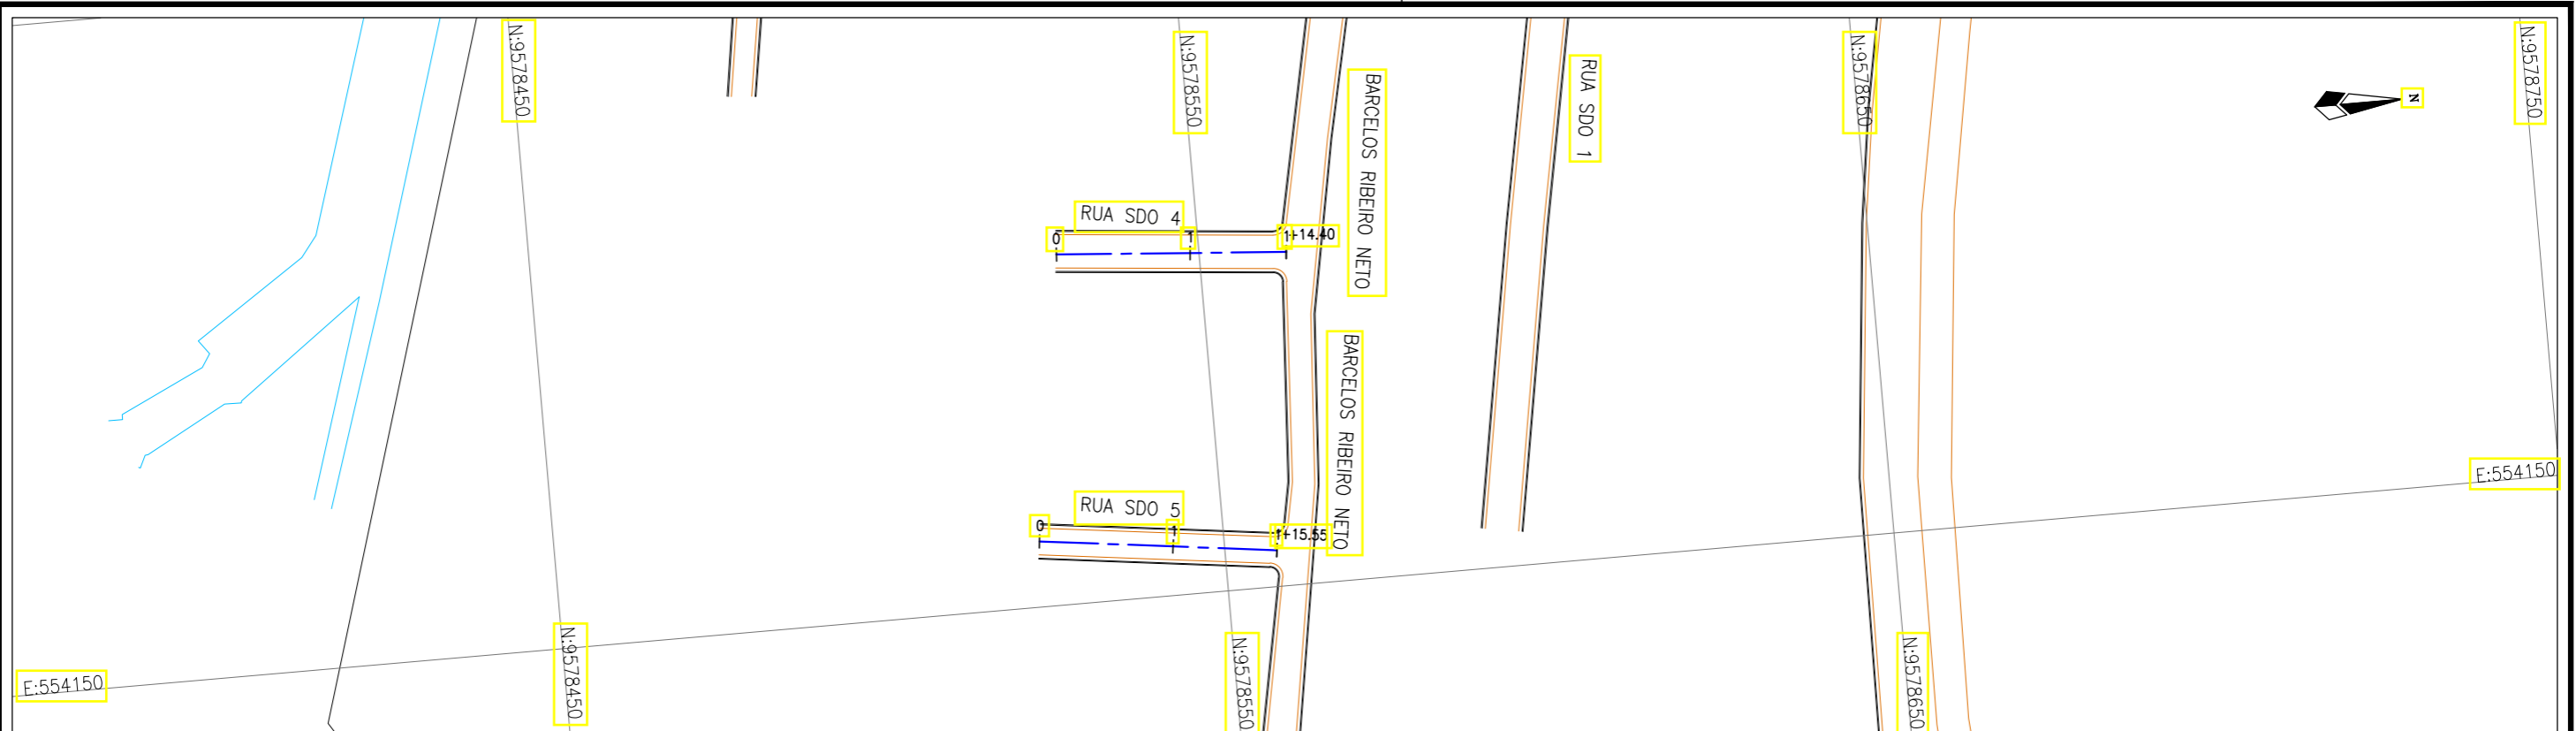 N:9578450
N:9578550
BARCELOS RIBEIRO NETO
RUA SDO 1
N:9578650
N
N:9578750
RUA SDO 4
0
1
1+14.40
BARCELOS RIBEIRO NETO
E:554150
RUA SDO 5
0
1
1+15.55
E:554150
N:9578450
N:9578550
N:9578650